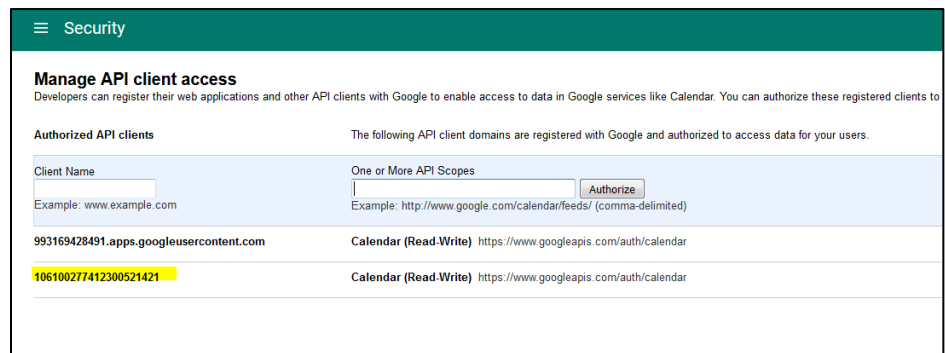 Security
Manage API client access
Developers can register their web applications and other API clients with Google to enable access to data in Google services like Calendar. You can authorize these registered clients to
Authorized API clients The following API client domains are registered with Google and authorized to access data for your users.
Client Name One or More API Scopes
Authorize
Example: www.example.com Example: http://www.google.com/calendar/feeds/ (comma-delimited)
993169428491.apps.googleusercontent.com Calendar (Read-Write) https://www.googleapis.com/auth/calendar
106100277412300521421 Calendar (Read-Write) https://www.googleapis.com/auth/calendar